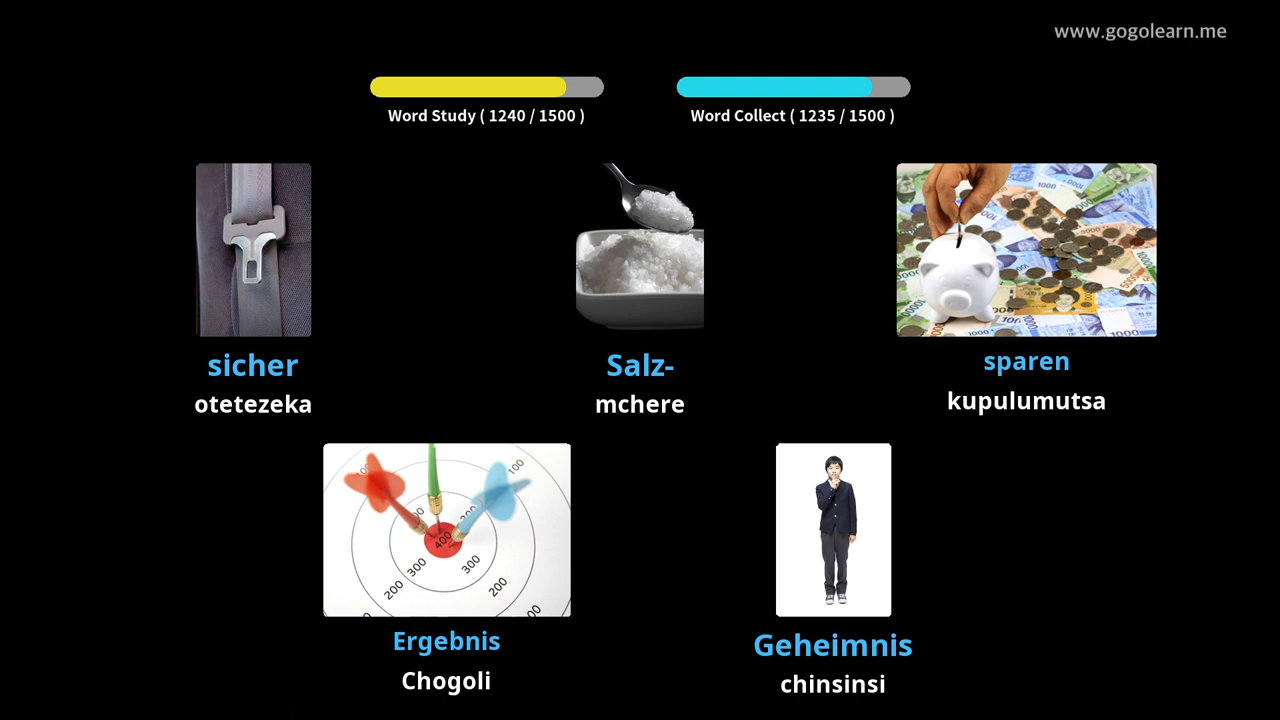 www.gogolearn.me
Word Study ( 1240 / 1500 )
Word Collect ( 1235 / 1500 )
sicher
otetezeka
Salz-
mchere
sparen
kupulumutsa
Ergebnis
Chogoli
Geheimnis
chinsinsi